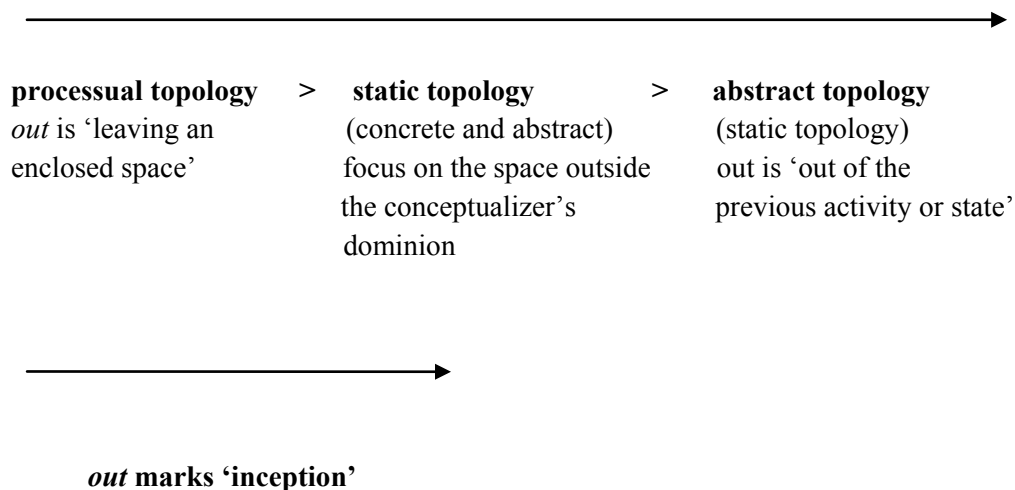 processual topology > static topology > abstract topology
out is ‘leaving an (concrete and abstract) (static topology)
enclosed space’ focus on the space outside out is ‘out of the
the conceptualizer’s previous activity or state’
dominion
out marks ‘inception’